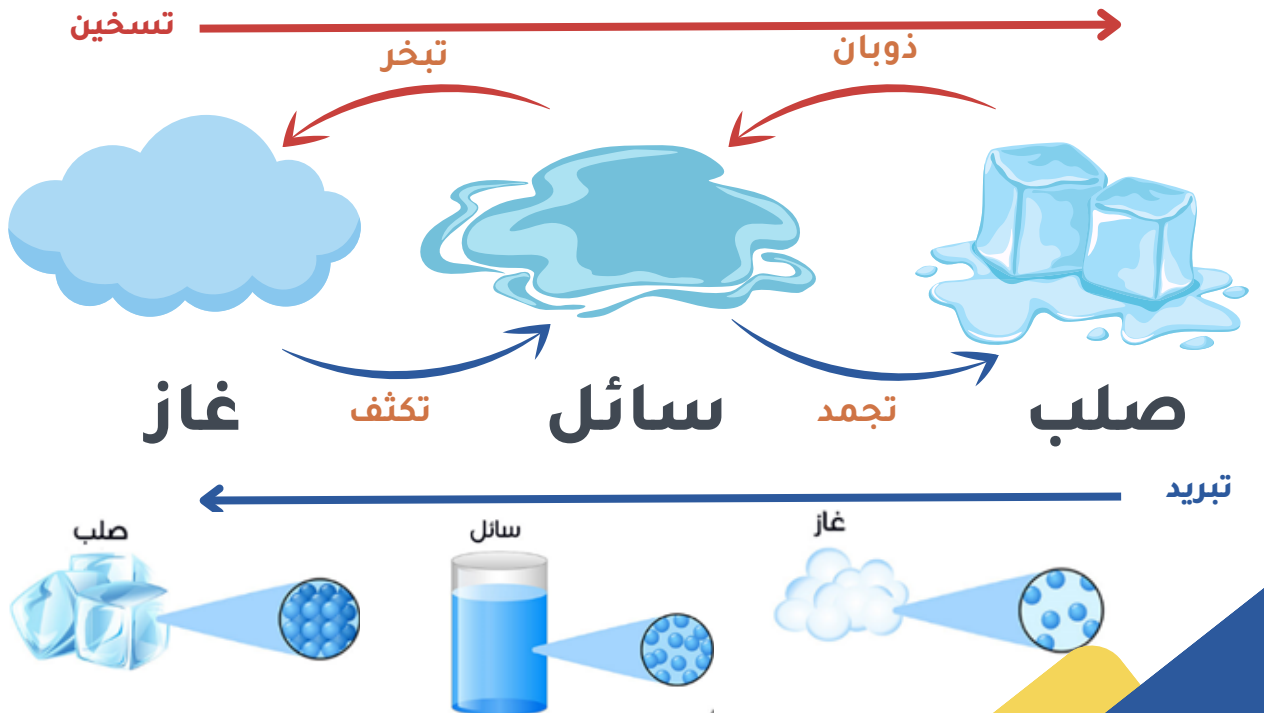 تسخين
ذوبان
تبخر
صلب
سائل
غاز
تجمد
تكثف
تبريد
غاز
سائل
صلب